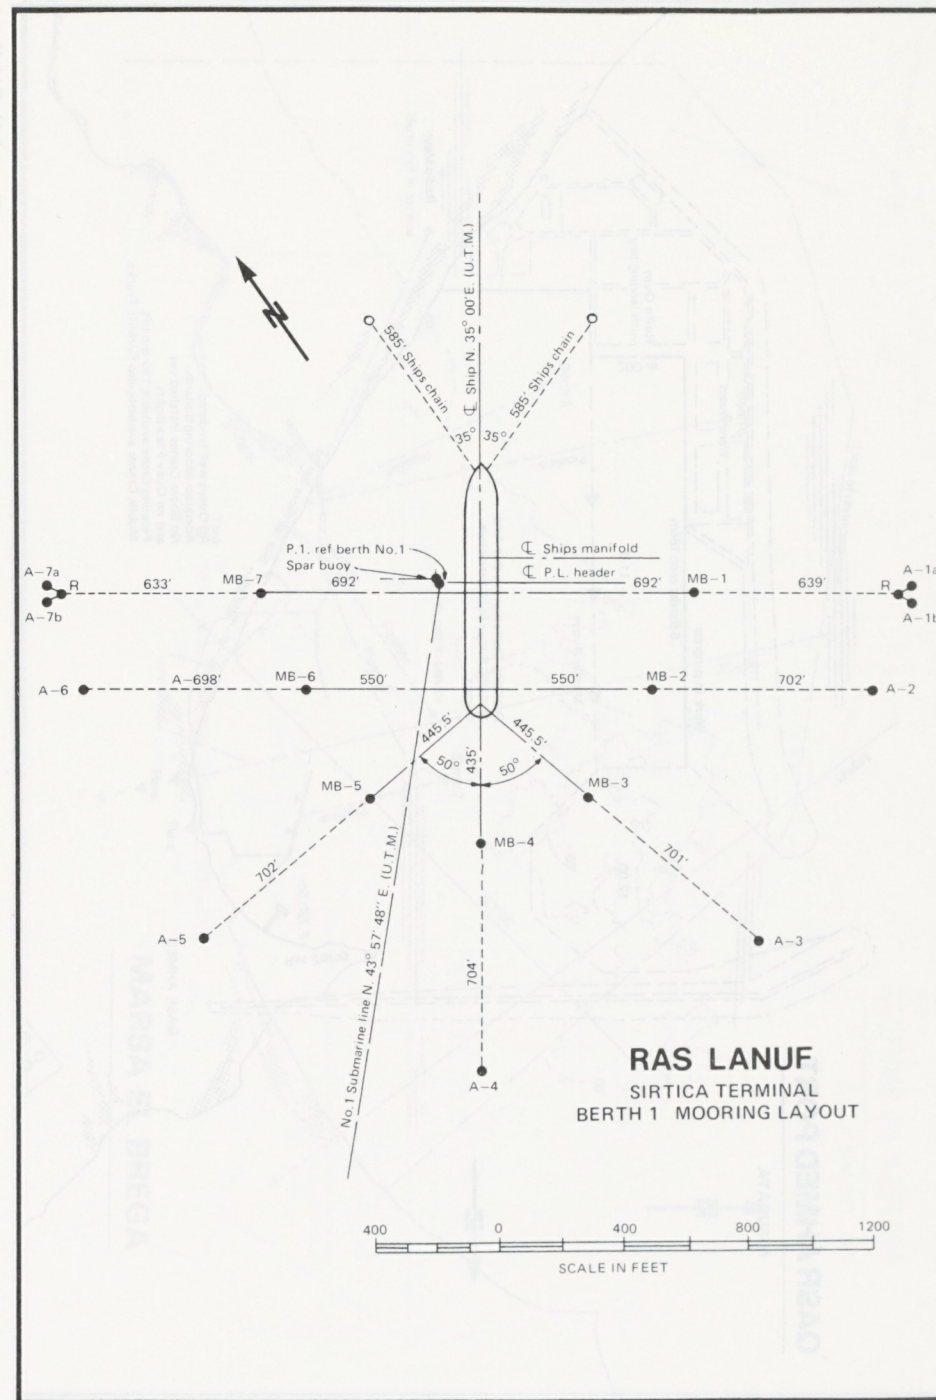 ℄ Ship N. 35° 00'E. (U.T.M.)
N
585' Ships chain
585' Ships chain
35° 35°
P.1. ref berth No.1
Spar buoy
℄ Ships manifold
℄ P.L. header
A-7a
R
633'
MB-7
692'
692'
MB-1
639'
R
A-1a
A-7b
A-1b
A-6
A-698'
MB-6
550'
550'
MB-2
702'
A-2
445.5'
435'
445.5'
50°
50°
MB-5
MB-3
MB-4
702'
701'
A-5
A-3
704'
A-4
No.1 Submarine line N. 43° 57' 48'' E. (U.T.M.)
RAS LANUF
SIRTICA TERMINAL
BERTH 1 MOORING LAYOUT
400 0 400 800 1200
SCALE IN FEET